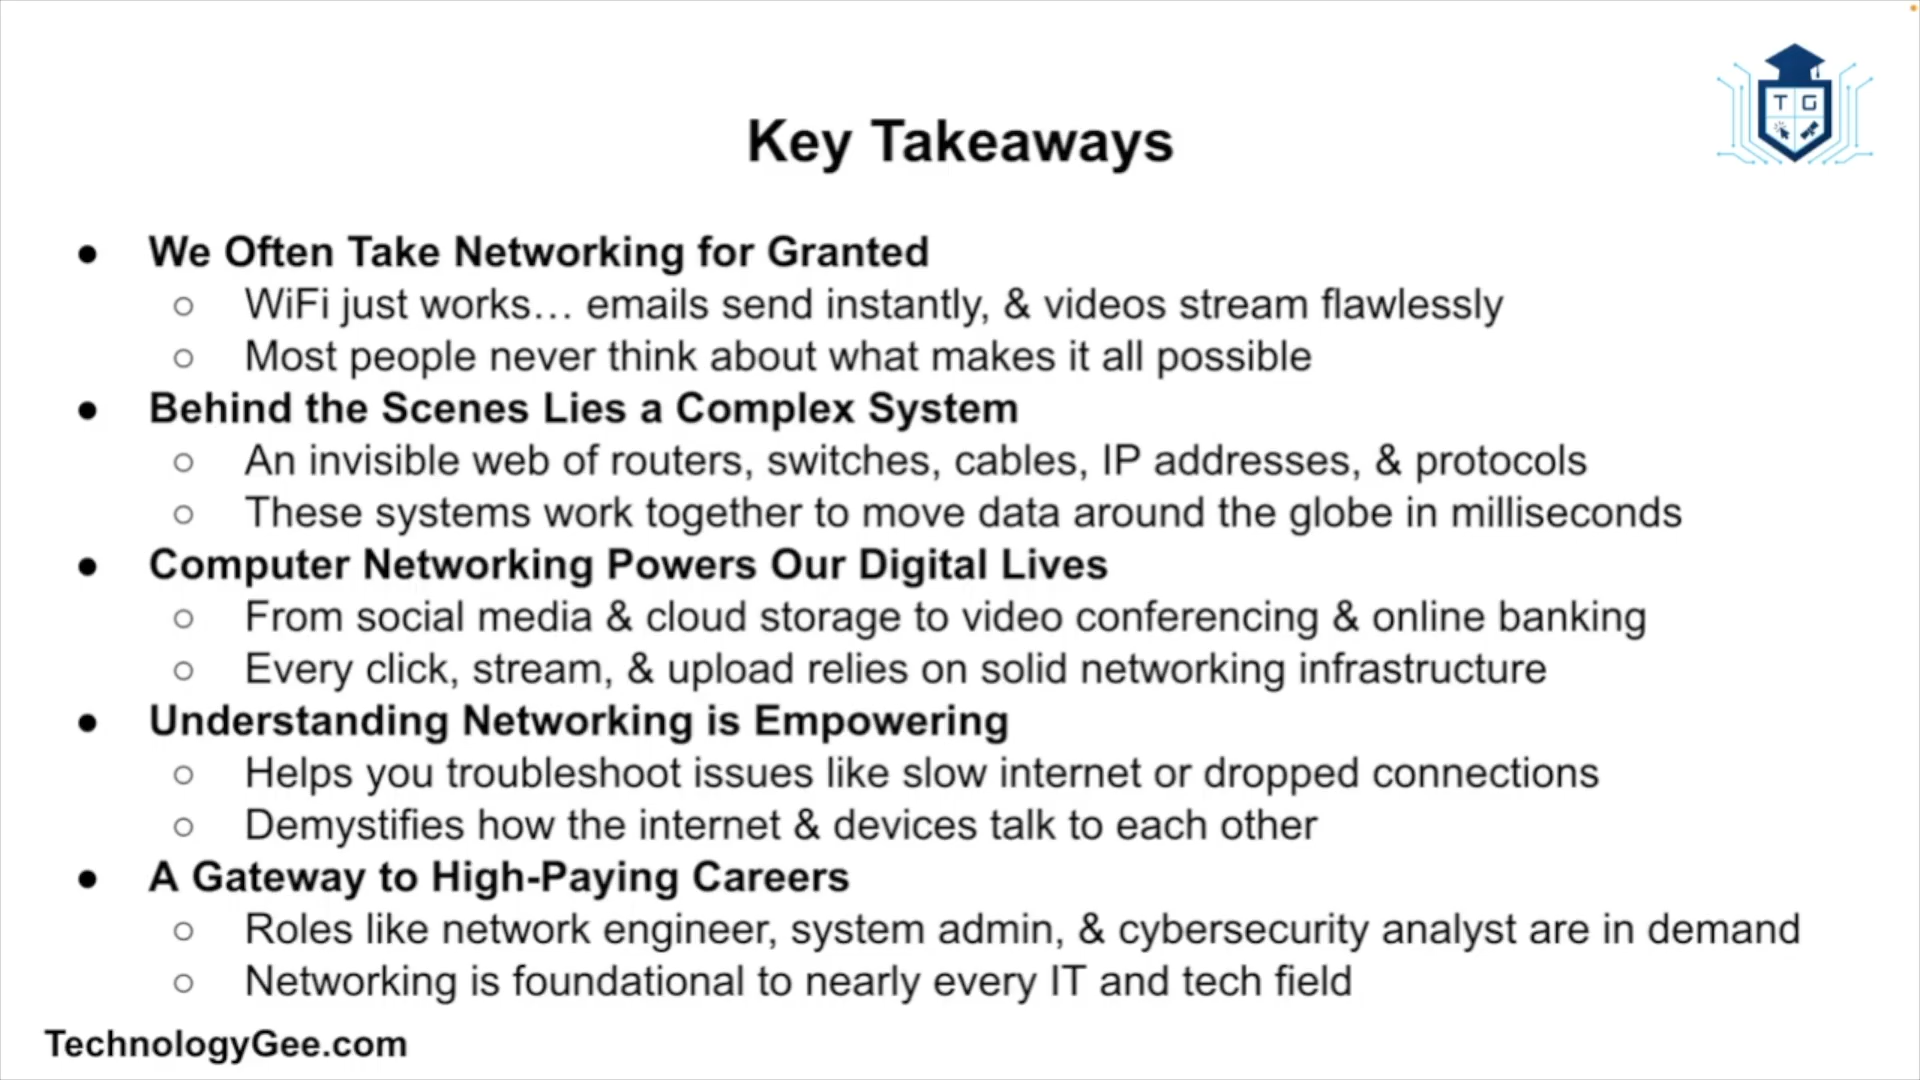 T G
Key Takeaways
● We Often Take Networking for Granted
○ WiFi just works… emails send instantly, & videos stream flawlessly
○ Most people never think about what makes it all possible
● Behind the Scenes Lies a Complex System
○ An invisible web of routers, switches, cables, IP addresses, & protocols
○ These systems work together to move data around the globe in milliseconds
● Computer Networking Powers Our Digital Lives
○ From social media & cloud storage to video conferencing & online banking
○ Every click, stream, & upload relies on solid networking infrastructure
● Understanding Networking is Empowering
○ Helps you troubleshoot issues like slow internet or dropped connections
○ Demystifies how the internet & devices talk to each other
● A Gateway to High-Paying Careers
○ Roles like network engineer, system admin, & cybersecurity analyst are in demand
○ Networking is foundational to nearly every IT and tech field
TechnologyGee.com